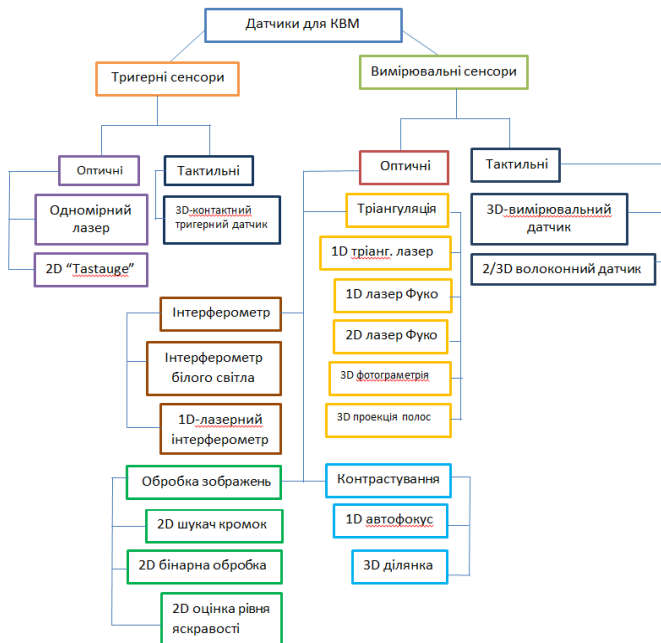 Датчики для КВМ
Тригерні сенсори
Вимірювальні сенсори
Оптичні
Тактильні
Одномірний
лазер
3D-контактний
тригерний датчик
2D “Tastauge”
Оптичні
Тактильні
Тріангуляція
3D-вимірювальний
датчик
1D тріанг. лазер
2/3D волоконний датчик
1D лазер Фуко
2D лазер Фуко
3D фотограметрія
3D проекція полос
Інтерферометр
Інтерферометр
білого світла
1D-лазерний
інтерферометр
Обробка зображень
2D шукач кромок
2D бінарна обробка
2D оцінка рівня
яскравості
Контрастування
1D автофокус
3D ділянка